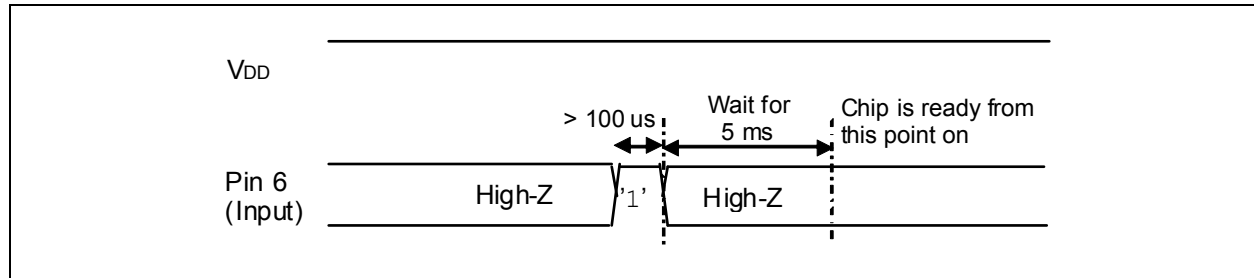 VDD
> 100 us
Wait for
5 ms
Chip is ready from
this point on
Pin 6
(Input)
High-Z
’1’
High-Z